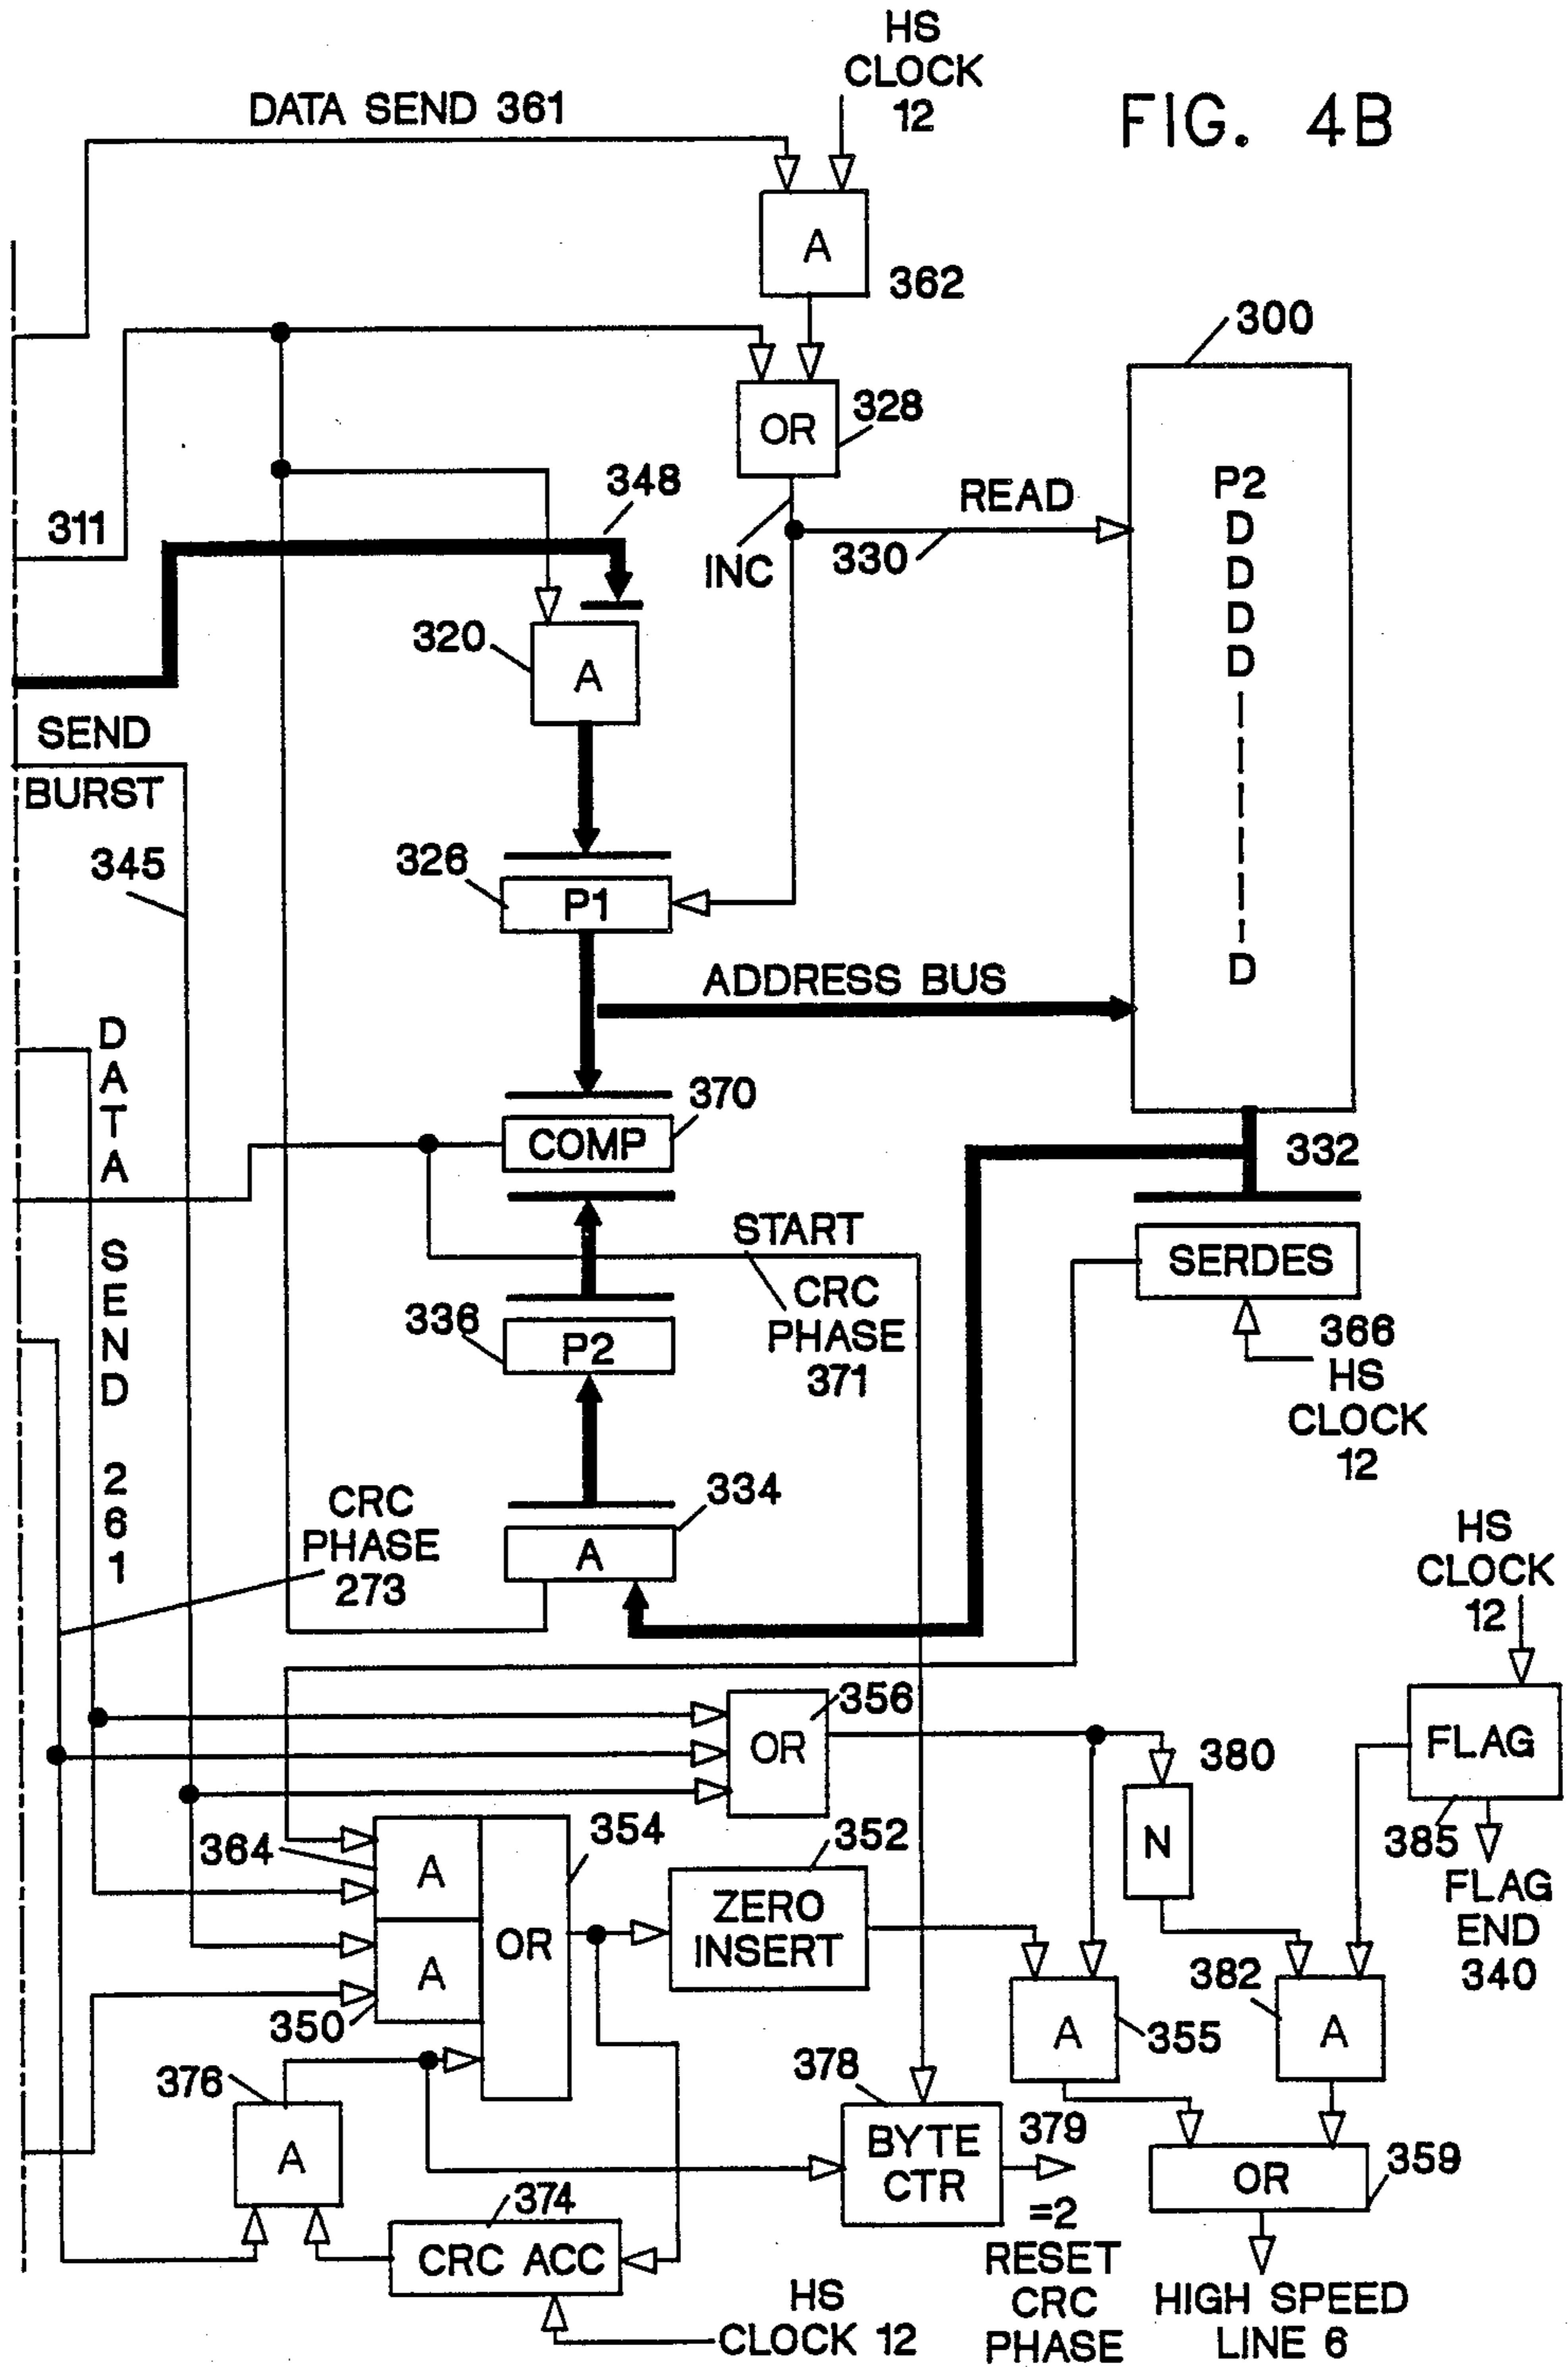 HS
CLOCK
12
DATA SEND 361
FIG. 4B
A
362
300
OR
328
348
READ
P2
D
D
D
D
D
311
INC
330
320
A
SEND
BURST
345
326
P1
ADDRESS BUS
DATA SEND 261
370
COMP
332
START
CRC
PHASE
371
SERDES
336
P2
366
HS
CLOCK
12
334
A
CRC
PHASE
273
HS
CLOCK
12
356
OR
380
FLAG
385
FLAG
END
340
N
364
A
354
352
ZERO
INSERT
OR
A
350
382
A
355
A
376
A
378
BYTE
CTR
379
=2
RESET
CRC
PHASE
OR
359
374
CRC ACC
HS
CLOCK 12
HIGH SPEED
LINE 6